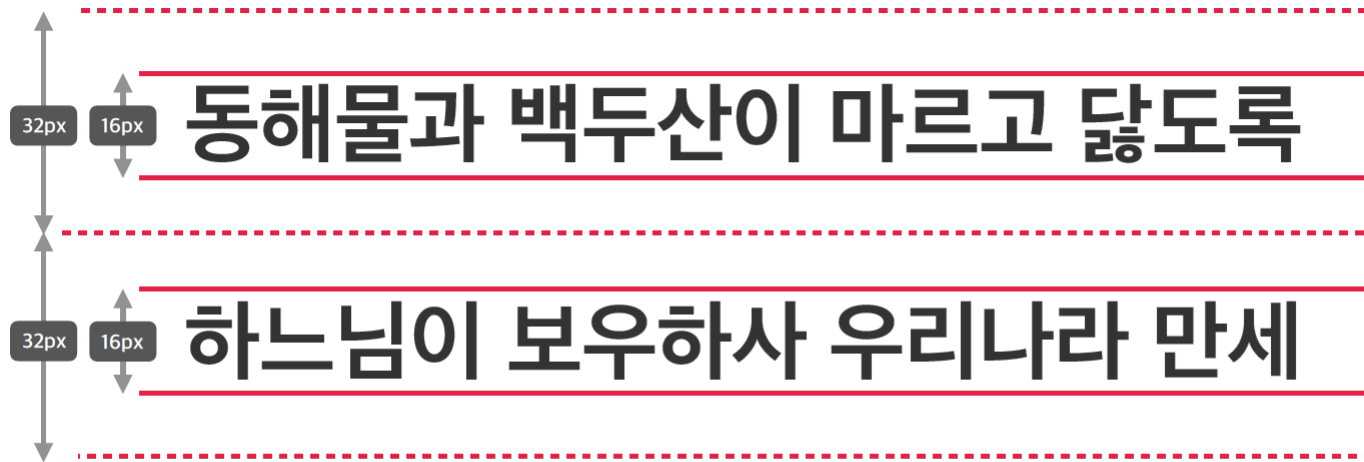 32px 16px 동해물과 백두산이 마르고 닳도록
32px 16px 하느님이 보우하사 우리나라 만세